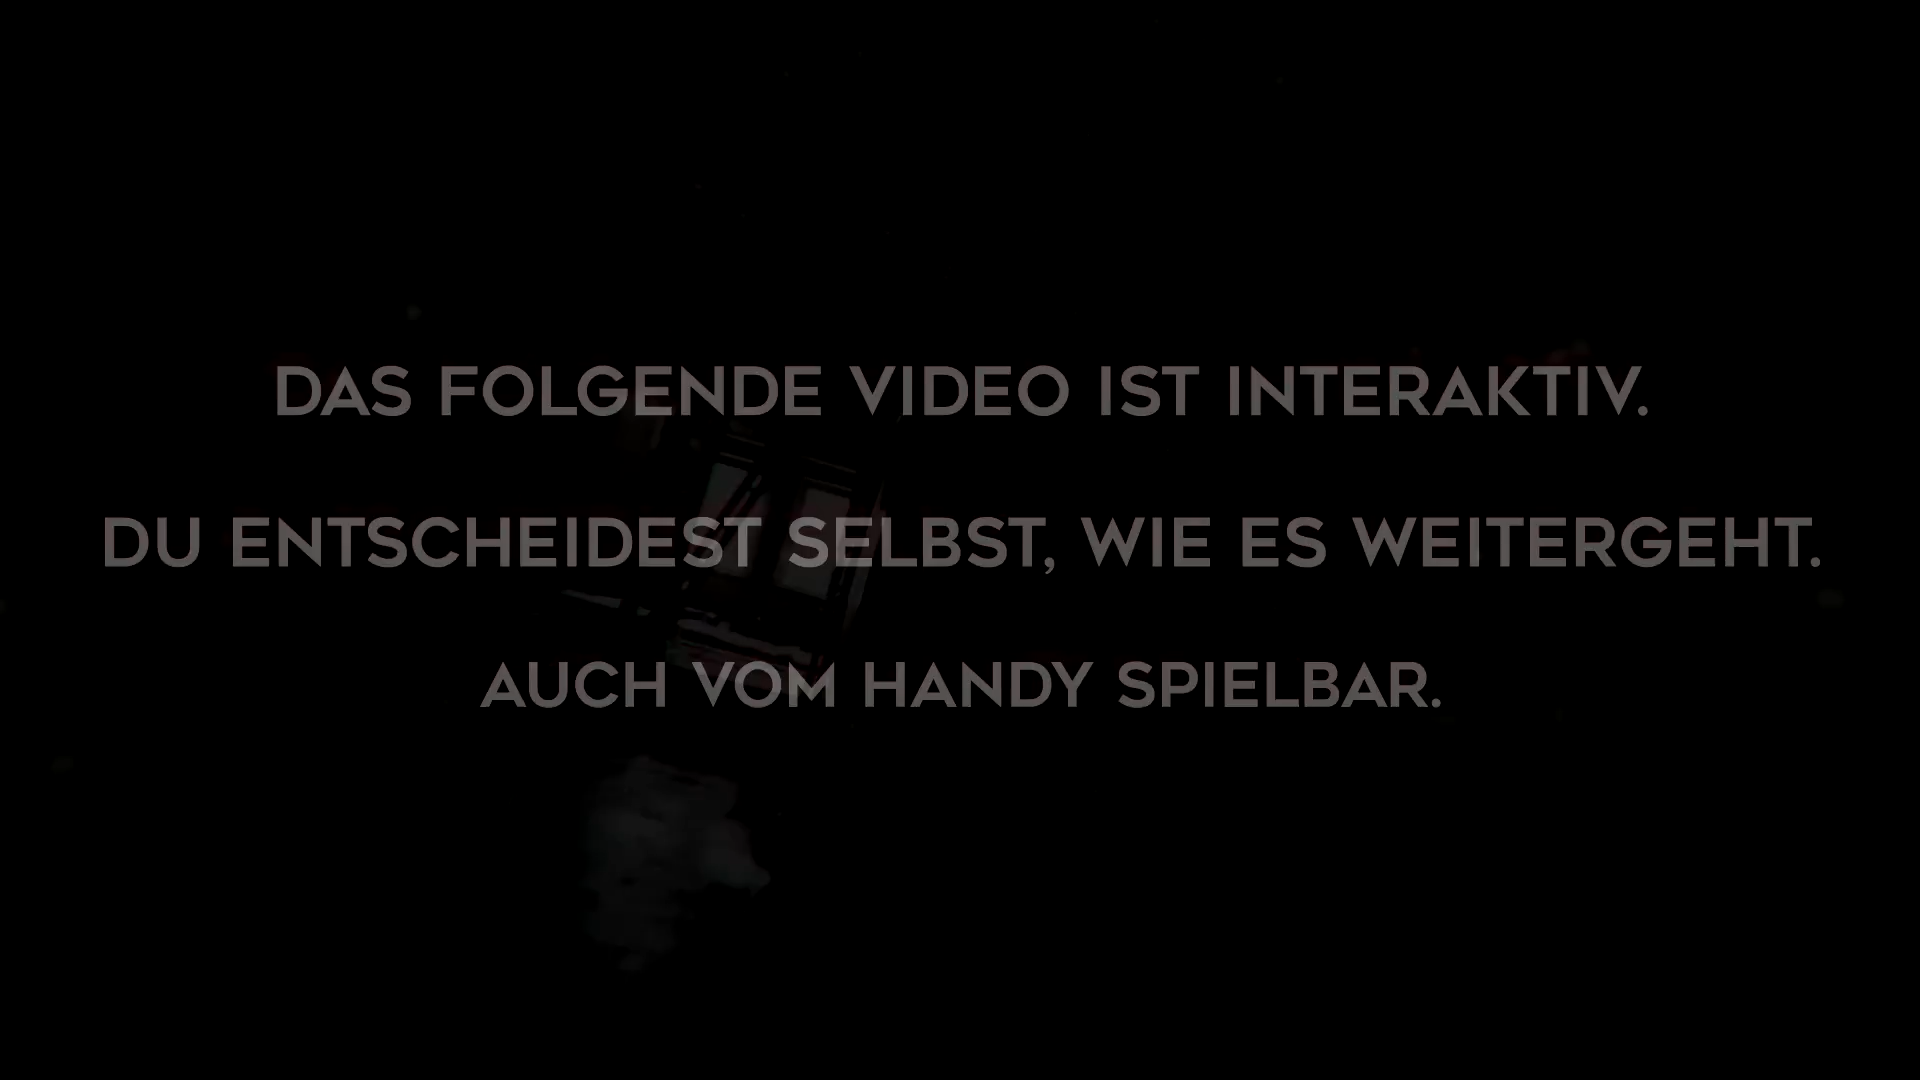 DAS FOLGENDE VIDEO IST INTERAKTIV.
DU ENTSCHEIDEST SELBST, WIE ES WEITERGEHT.
AUCH VOM HANDY SPIELBAR.